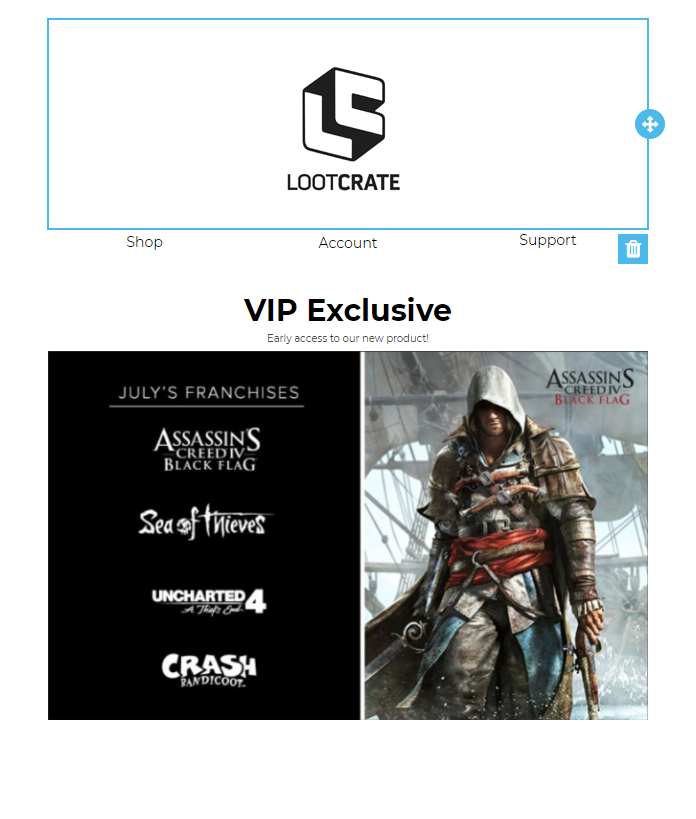 LOOTCRATE
Shop
Account
Support
VIP Exclusive
Early access to our new product!
JULY'S FRANCHISES
ASSASSIN'S
CREED IV
BLACK FLAG
Sea of Thieves
UNCHARTED 4
A Thief's End
CRASH
BANDICOOT
ASSASSIN'S
CREED IV
BLACK FLAG